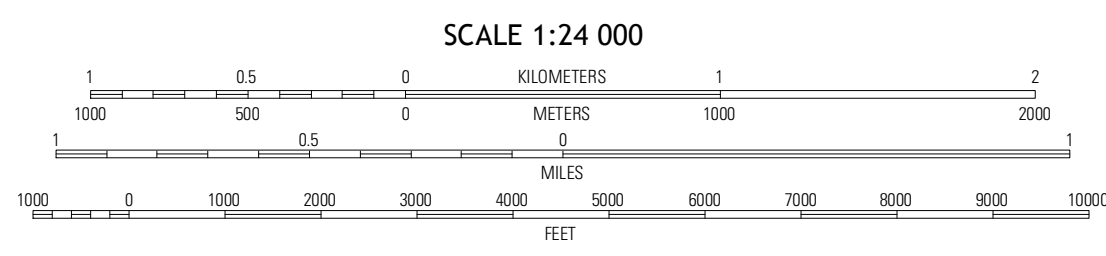 SCALE 1:24 000
1 0.5 0 KILOMETERS 1 2
1000 500 0 METERS 1000 2000
1 0.5 0 1
MILES
1000 0 1000 2000 3000 4000 5000 6000 7000 8000 9000 10000
FEET